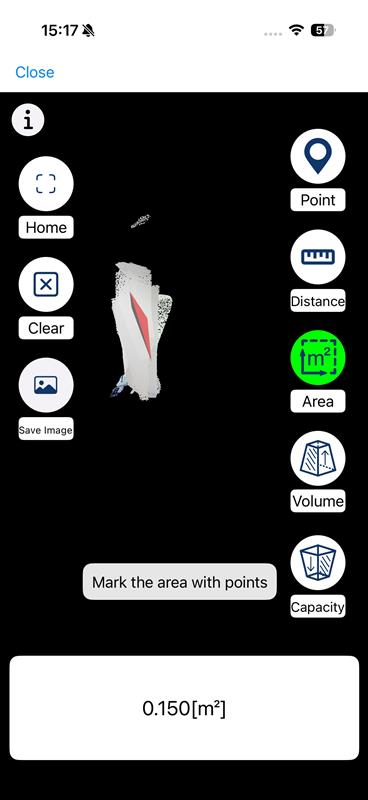 15:17
57
Close
Home
Clear
Save Image
Point
Distance
m²
Area
Volume
Capacity
Mark the area with points
0.150[m²]